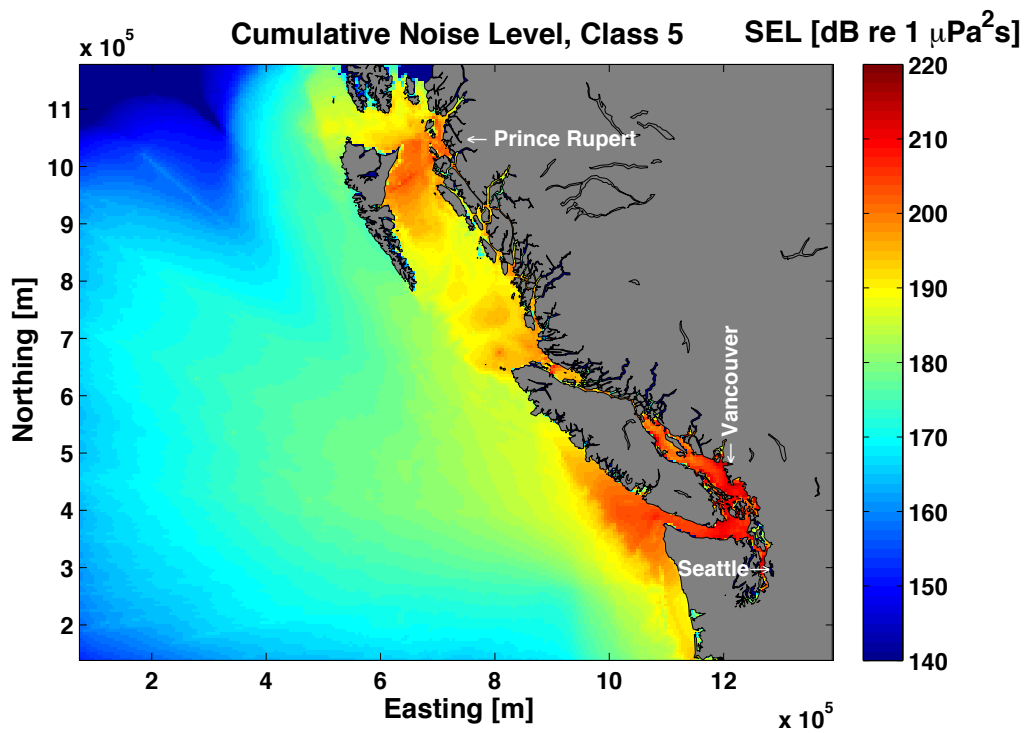 Cumulative Noise Level, Class 5
SEL [dB re 1 μPa²s]
x 10⁵
11
10
9
8
7
6
5
4
3
2
Northing [m]
Prince Rupert
Vancouver
Seattle
2
4
6
8
10
12
Easting [m]
x 10⁵
220
210
200
190
180
170
160
150
140